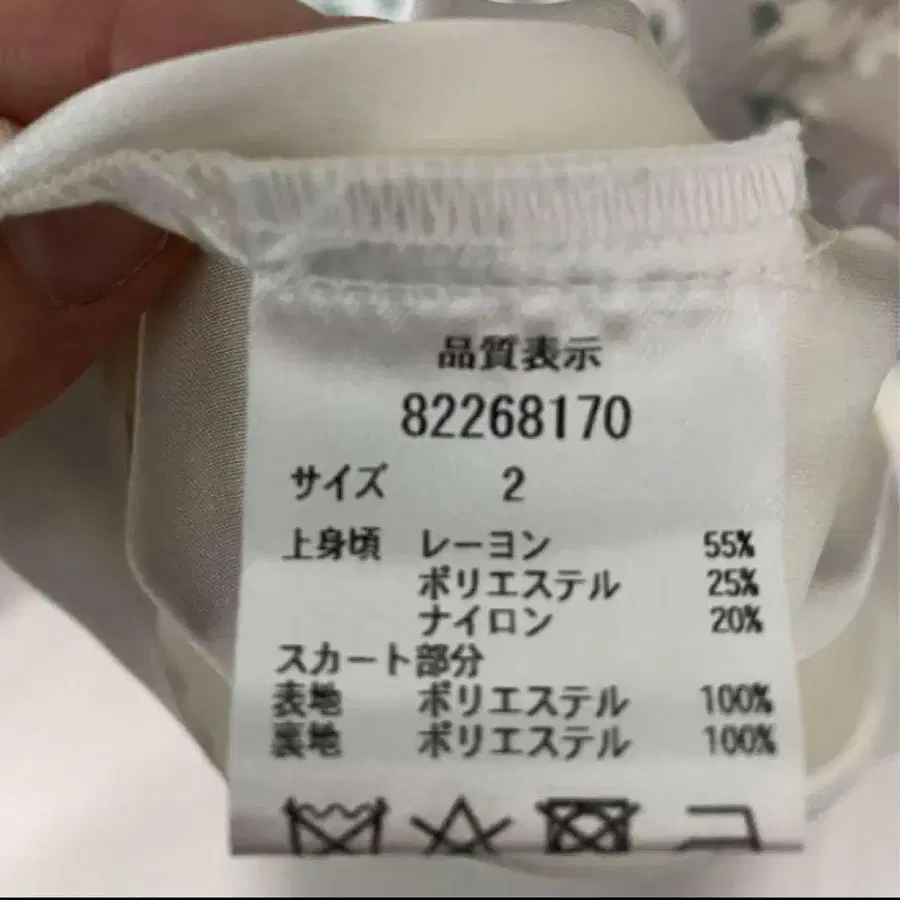 品質表示
82268170
サイズ 2
上身頃 レーヨン 55%
ポリエステル 25%
ナイロン 20%
スカート部分
表地 ポリエステル 100%
裏地 ポリエステル 100%